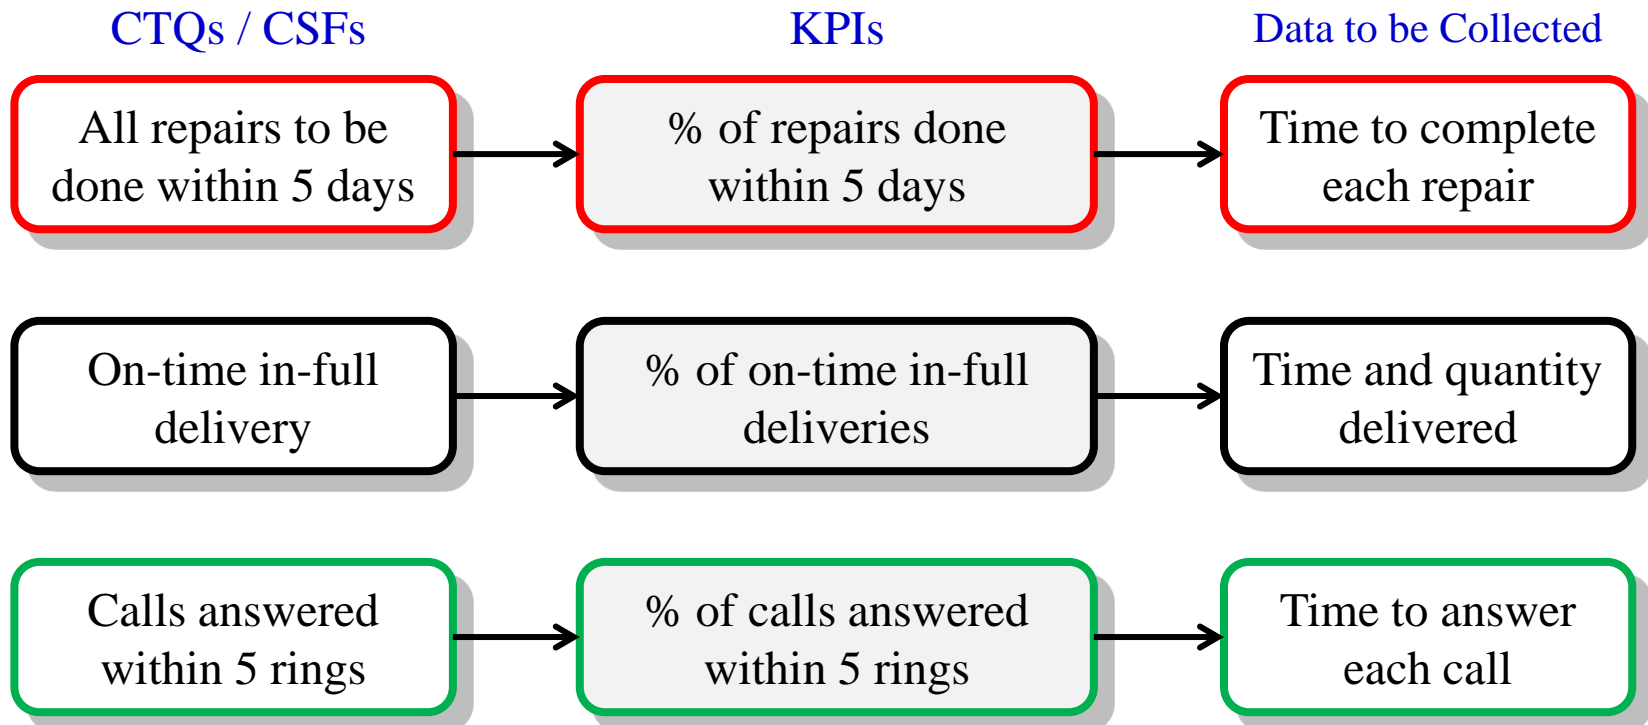 CTQs / CSFs
KPIs
Data to be Collected
All repairs to be
done within 5 days
% of repairs done
within 5 days
Time to complete
each repair
On-time in-full
delivery
% of on-time in-full
deliveries
Time and quantity
delivered
Calls answered
within 5 rings
% of calls answered
within 5 rings
Time to answer
each call